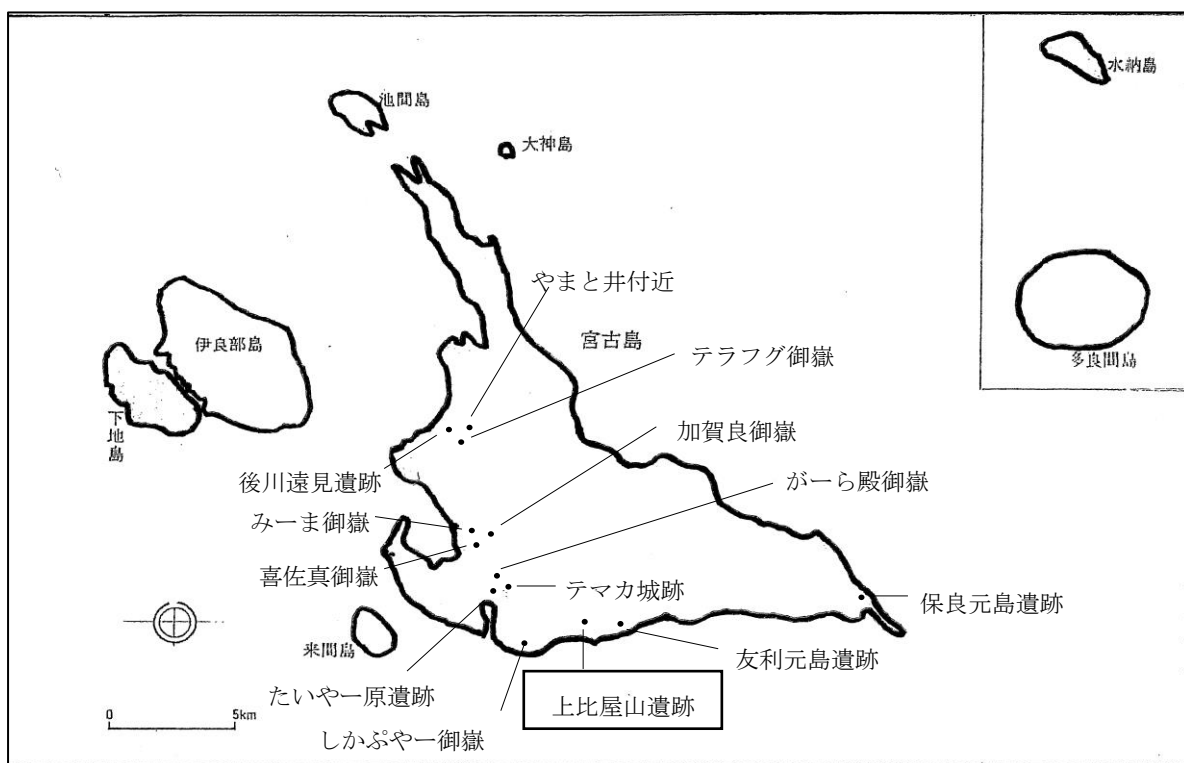 水納島
池間島
大神島
やまと井付近
宮古島
伊良部島
テラフグ御嶽
多良間島
下地島
加賀良御嶽
後川遠見遺跡
がーら殿御嶽
みーま御嶽
喜佐真御嶽
テマカ城跡
保良元島遺跡
来間島
友利元島遺跡
たいやー原遺跡
上比屋山遺跡
0 5km
しかぷやー御嶽